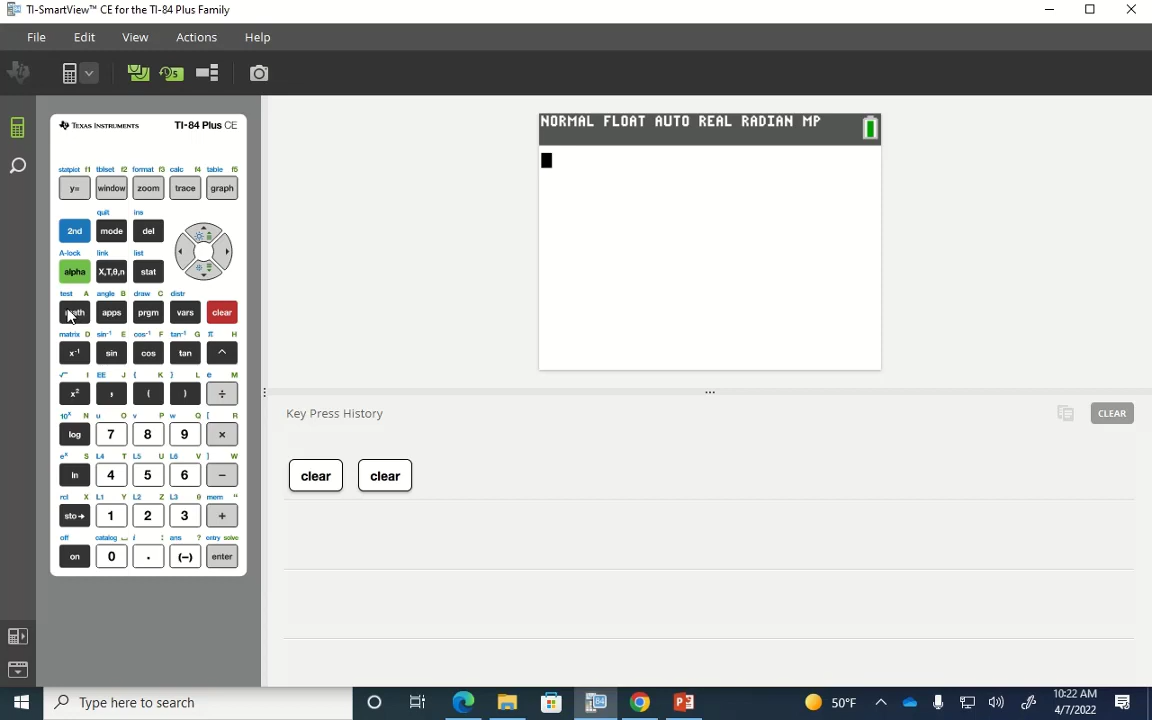 TI-SmartView™ CE for the TI-84 Plus Family
File Edit View Actions Help
TEXAS INSTRUMENTS TI-84 Plus CE
statplot f1 tblset f2 format f3 calc f4 table f5
y= window zoom trace graph
quit ins
2nd mode del
A-lock link list
alpha X,T,θ,n stat
test A angle B draw C distr
apps prgm vars clear
matrix D sin⁻¹ E cos⁻¹ F tan⁻¹ G π H
x⁻¹ sin cos tan ^
√ I EE J { K } L e M
x² , ( ) ÷
10ˣ N u O v P w Q [ R
log 7 8 9 ×
eˣ S L4 T L5 U L6 V ] W
ln 4 5 6 −
rcl X L1 Y L2 Z L3 θ mem "
sto→ 1 2 3 +
off catalog i : ans ? entry solve
on 0 . (−) enter
NORMAL FLOAT AUTO REAL RADIAN MP
Key Press History
CLEAR
clear clear
Type here to search
50°F
10:22 AM
4/7/2022